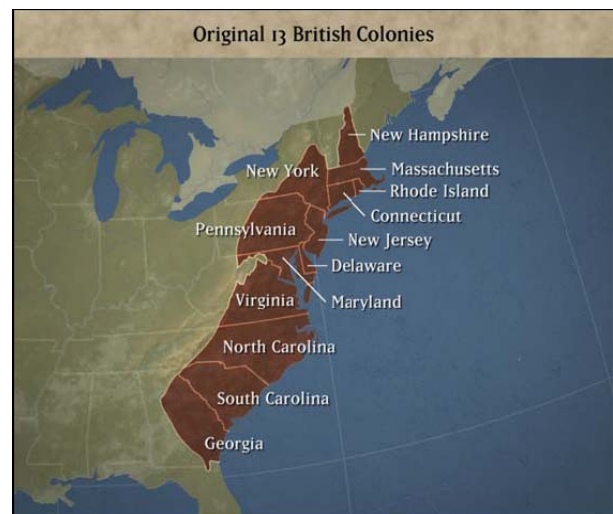 Original 13 British Colonies
New Hampshire
New York
Massachusetts
Rhode Island
Connecticut
Pennsylvania
New Jersey
Delaware
Virginia
Maryland
North Carolina
South Carolina
Georgia